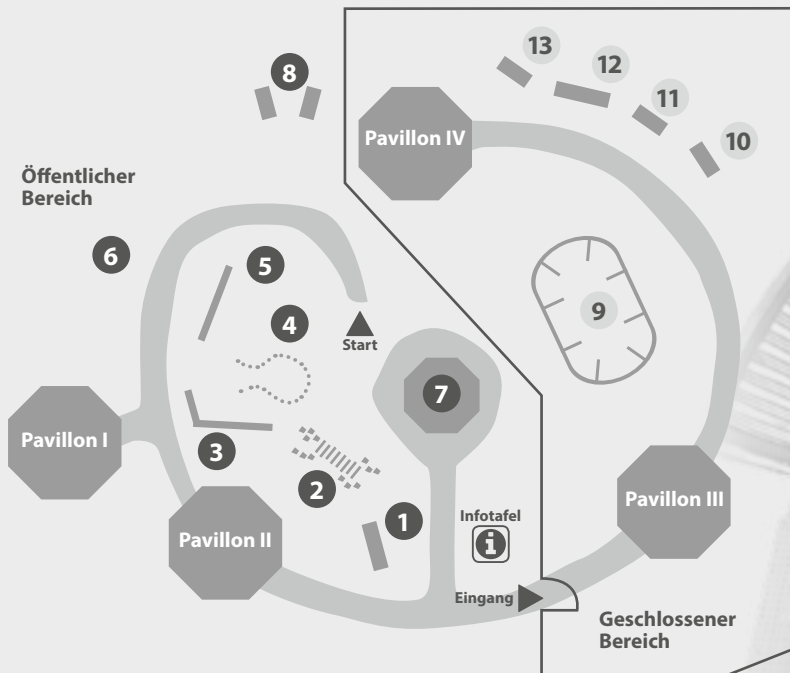 13
12
11
10
8
Pavillon IV
Öffentlicher
Bereich
6
5
4
9
Start
7
Pavillon I
3
2
1
Infotafel
i
Pavillon III
Pavillon II
Eingang
Geschlossener
Bereich